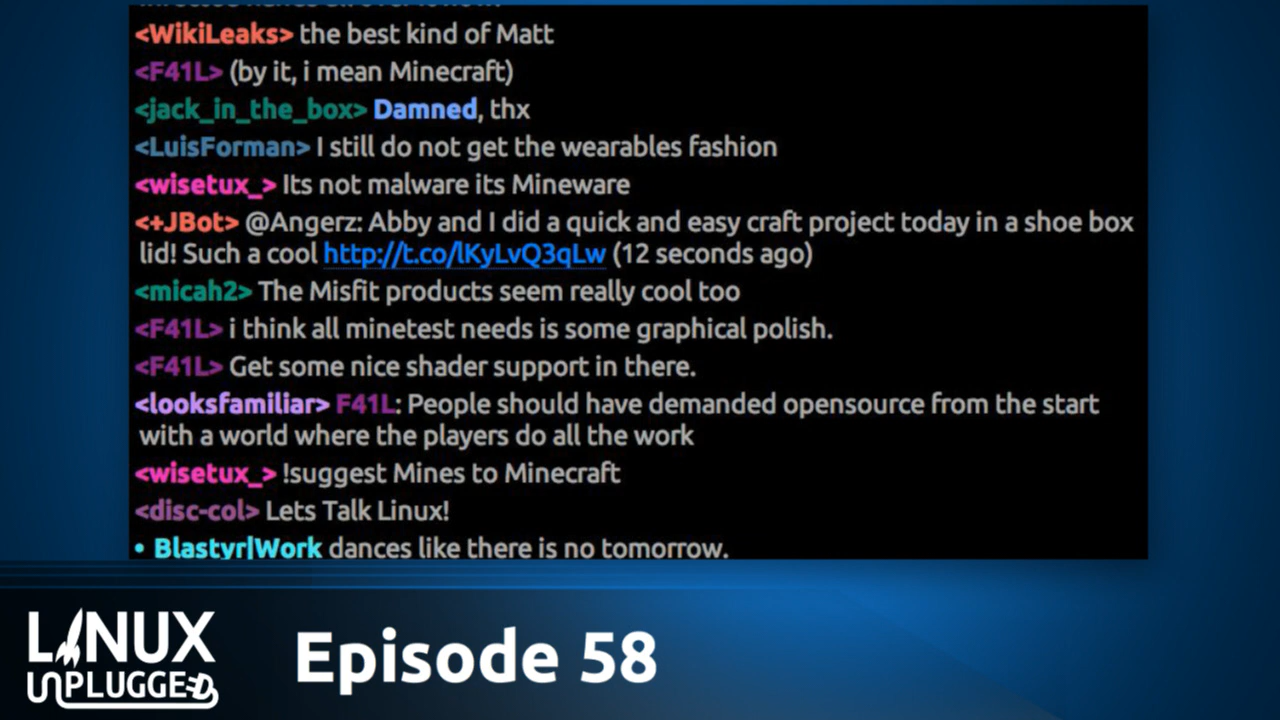 <WikiLeaks> the best kind of Matt
<F41L> (by it, i mean Minecraft)
<jack_in_the_box> Damned, thx
<LuisForman> I still do not get the wearables fashion
<wisetux_> Its not malware its Mineware
<+JBot> @Angerz: Abby and I did a quick and easy craft project today in a shoe box
lid! Such a cool http://t.co/lKyLvQ3qLw (12 seconds ago)
<micah2> The Misfit products seem really cool too
<F41L> i think all minetest needs is some graphical polish.
<F41L> Get some nice shader support in there.
<looksfamiliar> F41L: People should have demanded opensource from the start
with a world where the players do all the work
<wisetux_> !suggest Mines to Minecraft
<disc-col> Lets Talk Linux!
• Blastyr|Work dances like there is no tomorrow.
LINUX
UNPLUGGED
Episode 58